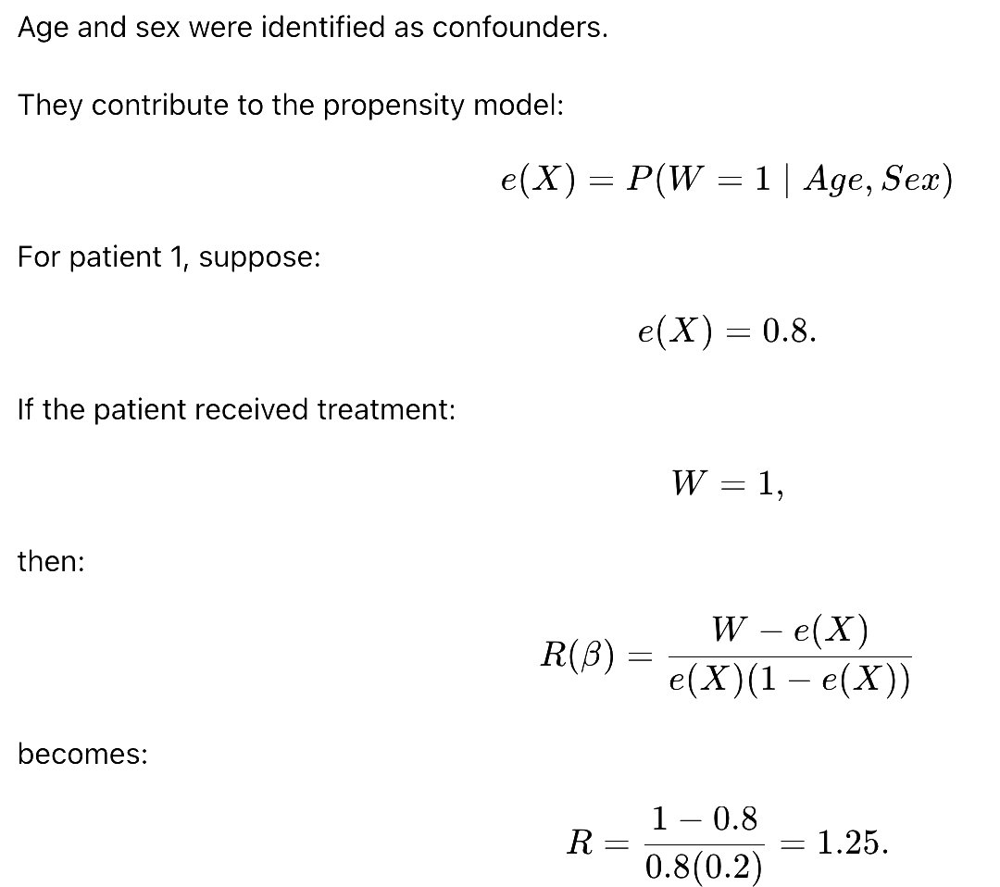 Age and sex were identified as confounders.
They contribute to the propensity model:
e(X) = P(W = 1 | Age, Sex)
For patient 1, suppose:
e(X) = 0.8.
If the patient received treatment:
W = 1,
then:
R(β) = \frac{W − e(X)}{e(X)(1 − e(X))}
becomes:
R = \frac{1 − 0.8}{0.8(0.2)} = 1.25.